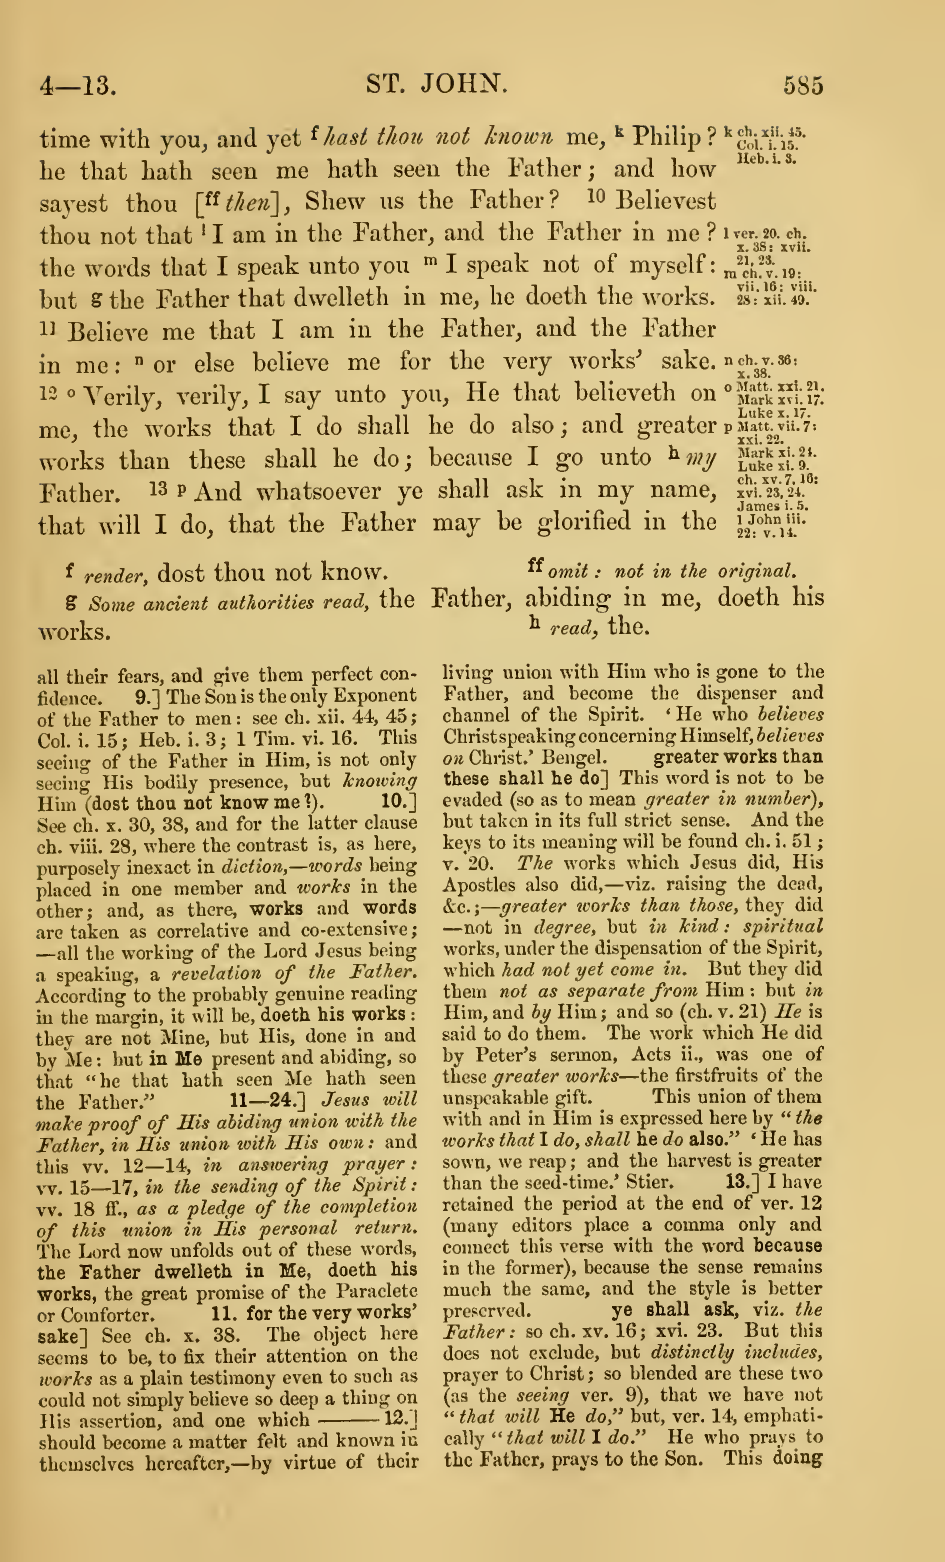 4—13.
ST. JOHN.
585
time with you, and yet f hast thou not known me, k Philip ?
he that hath seen me hath seen the Father ; and how
sayest thou [ff then], Shew us the Father ? 10 Believest
thou not that l I am in the Father, and the Father in me ?
the words that I speak unto you m I speak not of myself :
but g the Father that dwelleth in me, he doeth the works.
11 Believe me that I am in the Father, and the Father
in me : n or else believe me for the very works’ sake.
12 o Verily, verily, I say unto you, He that believeth on
me, the works that I do shall he do also ; and greater
works than these shall he do ; because I go unto h my
Father. 13 p And whatsoever ye shall ask in my name,
that will I do, that the Father may be glorified in the
k ch. xii. 45.
Col. i. 15.
Heb. i. 3.
l ver. 20. ch.
x. 38 : xvii.
21, 23.
m ch. v. 19 :
vii. 16 : viii.
28 : xii. 49.
n ch. v. 36 :
x. 38.
o Matt. xxi. 21.
Mark xvi. 17.
Luke x. 17.
p Matt. vii. 7 :
xxi. 22.
Mark xi. 24.
Luke xi. 9.
ch. xv. 7, 16 :
xvi. 23, 24.
James i. 5.
1 John iii.
22 : v. 14.
f render, dost thou not know.
ff omit : not in the original.
g Some ancient authorities read, the Father, abiding in me, doeth his
works.
h read, the.
all their fears, and give them perfect con-
fidence. 9.] The Son is the only Exponent
of the Father to men : see ch. xii. 44, 45 ;
Col. i. 15 ; Heb. i. 3 ; 1 Tim. vi. 16. This
seeing of the Father in Him, is not only
seeing His bodily presence, but knowing
Him (dost thou not know me ?). 10.]
See ch. x. 30, 38, and for the latter clause
ch. viii. 28, where the contrast is, as here,
purposely inexact in diction,—words being
placed in one member and works in the
other ; and, as there, works and words
are taken as correlative and co-extensive ;
—all the working of the Lord Jesus being
a speaking, a revelation of the Father.
According to the probably genuine reading
in the margin, it will be, doeth his works :
they are not Mine, but His, done in and
by Me : but in Me present and abiding, so
that “he that hath seen Me hath seen
the Father.” 11—24.] Jesus will
make proof of His abiding union with the
Father, in His union with His own : and
this vv. 12—14, in answering prayer :
vv. 15—17, in the sending of the Spirit :
vv. 18 ff., as a pledge of the completion
of this union in His personal return.
The Lord now unfolds out of these words,
the Father dwelleth in Me, doeth his
works, the great promise of the Paraclete
or Comforter. 11. for the very works’
sake] See ch. x. 38. The object here
seems to be, to fix their attention on the
works as a plain testimony even to such as
could not simply believe so deep a thing on
His assertion, and one which ——— 12.]
should become a matter felt and known in
themselves hereafter,—by virtue of their
living union with Him who is gone to the
Father, and become the dispenser and
channel of the Spirit. ‘ He who believes
Christ speaking concerning Himself, believes
on Christ.’ Bengel. greater works than
these shall he do] This word is not to be
evaded (so as to mean greater in number),
but taken in its full strict sense. And the
keys to its meaning will be found ch. i. 51 ;
v. 20. The works which Jesus did, His
Apostles also did,—viz. raising the dead,
&c. ;—greater works than those, they did
—not in degree, but in kind : spiritual
works, under the dispensation of the Spirit,
which had not yet come in. But they did
them not as separate from Him : but in
Him, and by Him ; and so (ch. v. 21) He is
said to do them. The work which He did
by Peter’s sermon, Acts ii., was one of
these greater works—the firstfruits of the
unspeakable gift. This union of them
with and in Him is expressed here by “the
works that I do, shall he do also.” ‘ He has
sown, we reap ; and the harvest is greater
than the seed-time.’ Stier. 13.] I have
retained the period at the end of ver. 12
(many editors place a comma only and
connect this verse with the word because
in the former), because the sense remains
much the same, and the style is better
preserved. ye shall ask, viz. the
Father : so ch. xv. 16 ; xvi. 23. But this
does not exclude, but distinctly includes,
prayer to Christ ; so blended are these two
(as the seeing ver. 9), that we have not
“that will He do,” but, ver. 14, emphati-
cally “that will I do.” He who prays to
the Father, prays to the Son. This doing